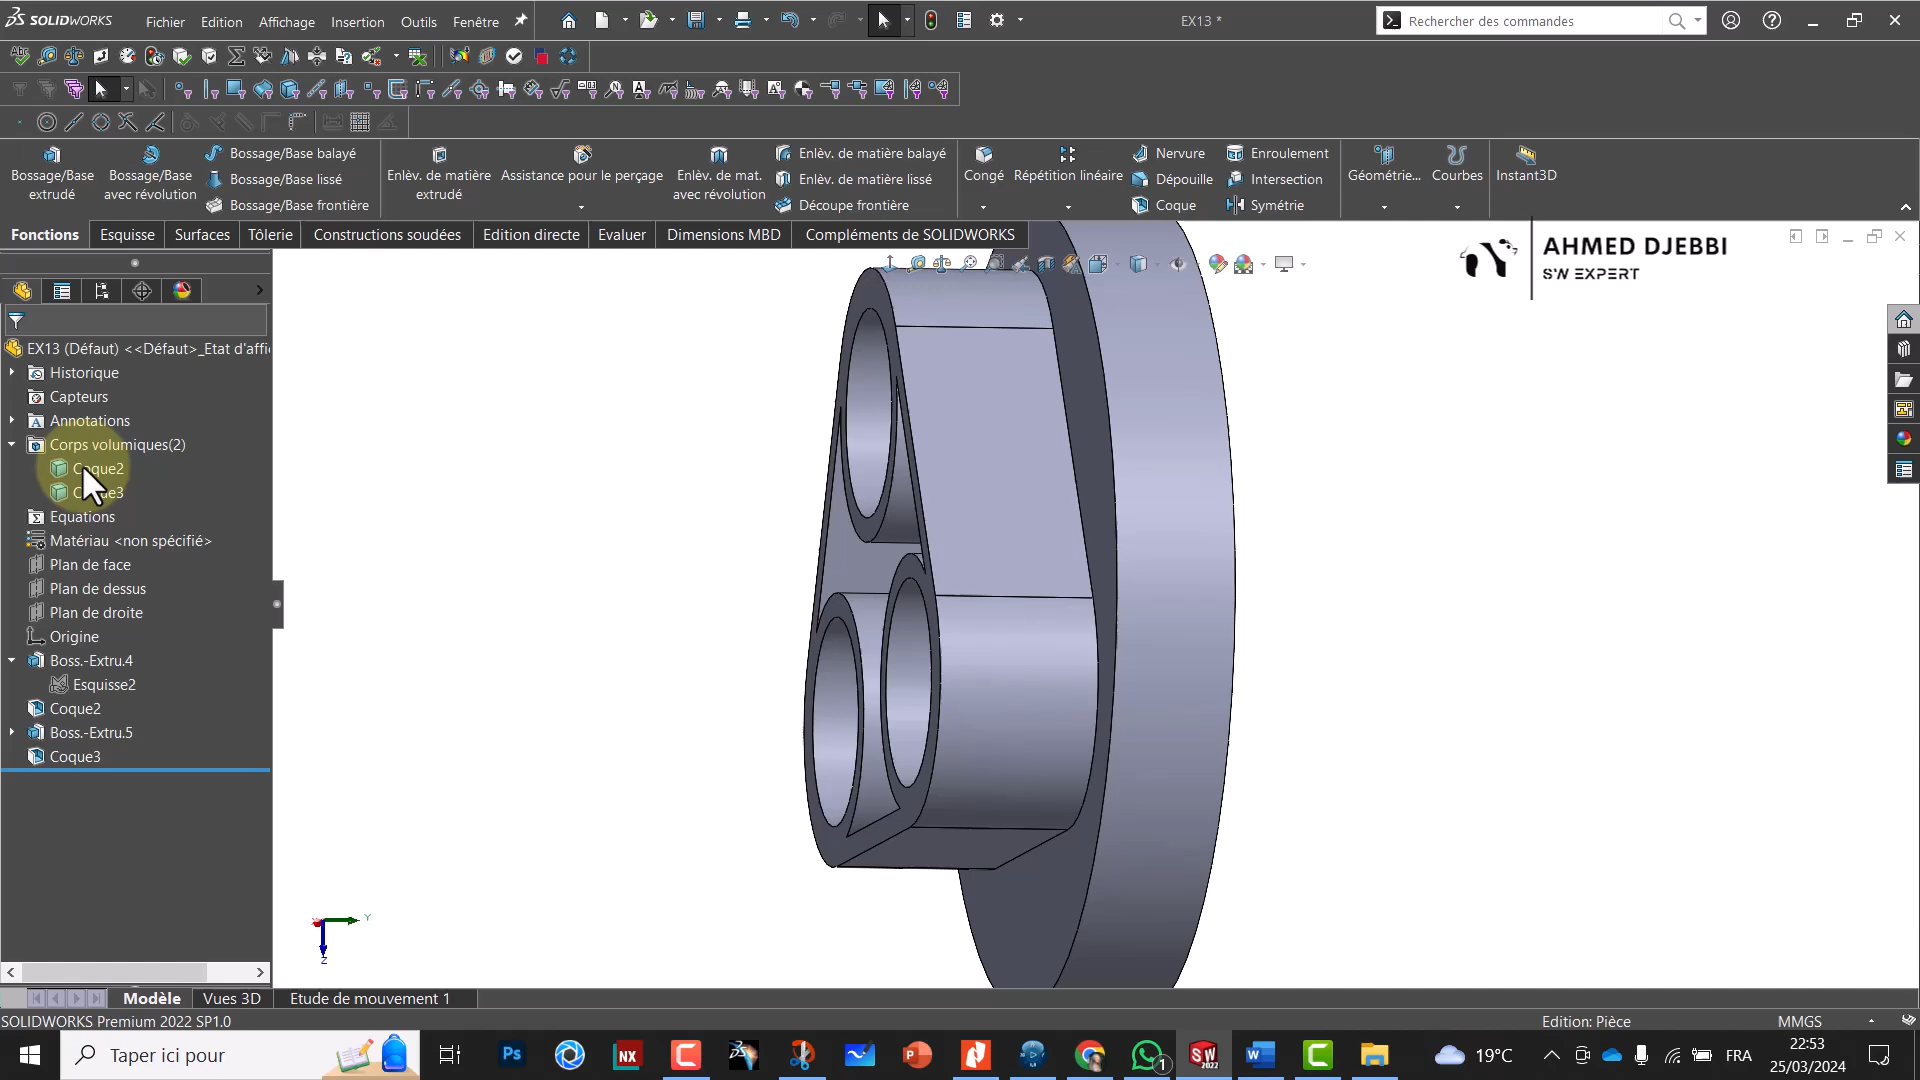 SOLIDWORKS Fichier Edition Affichage Insertion Outils Fenêtre EX13 * Rechercher des commandes
Bossage/Base extrudé
Bossage/Base avec révolution
Bossage/Base balayé
Bossage/Base lissé
Bossage/Base frontière
Enlèv. de matière extrudé
Assistance pour le perçage
Enlèv. de mat. avec révolution
Enlèv. de matière balayé
Enlèv. de matière lissé
Découpe frontière
Congé
Répétition linéaire
Nervure
Dépouille
Coque
Enroulement
Intersection
Symétrie
Géométrie...
Courbes
Instant3D
Fonctions Esquisse Surfaces Tôlerie Constructions soudées Edition directe Evaluer Dimensions MBD Compléments de SOLIDWORKS
AHMED DJEBBI
SW EXPERT
EX13 (Défaut) <<Défaut>_Etat d'affi
Historique
Capteurs
Annotations
Corps volumiques(2)
Coque2
Equations
Matériau <non spécifié>
Plan de face
Plan de dessus
Plan de droite
Origine
Boss.-Extru.4
Esquisse2
Coque2
Boss.-Extru.5
Coque3
Y
Z
Modèle Vues 3D Etude de mouvement 1
SOLIDWORKS Premium 2022 SP1.0 Edition: Pièce MMGS
Taper ici pour
Ps
NX
SW
2022
1
19°C
FRA
22:53
25/03/2024